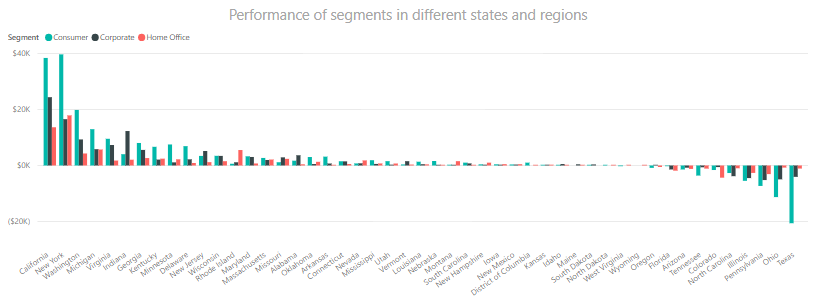 Performance of segments in different states and regions
Segment Consumer Corporate Home Office
$40K
$20K
$0K
($20K)
California
New York
Washington
Michigan
Virginia
Indiana
Georgia
Kentucky
Minnesota
Delaware
New Jersey
Wisconsin
Rhode Island
Maryland
Massachusetts
Missouri
Alabama
Oklahoma
Arkansas
Connecticut
Nevada
Mississippi
Utah
Vermont
Louisiana
Nebraska
Montana
South Carolina
New Hampshire
Iowa
New Mexico
District of Columbia
Kansas
Idaho
Maine
South Dakota
North Dakota
West Virginia
Wyoming
Oregon
Florida
Arizona
Tennessee
Colorado
North Carolina
Illinois
Pennsylvania
Ohio
Texas